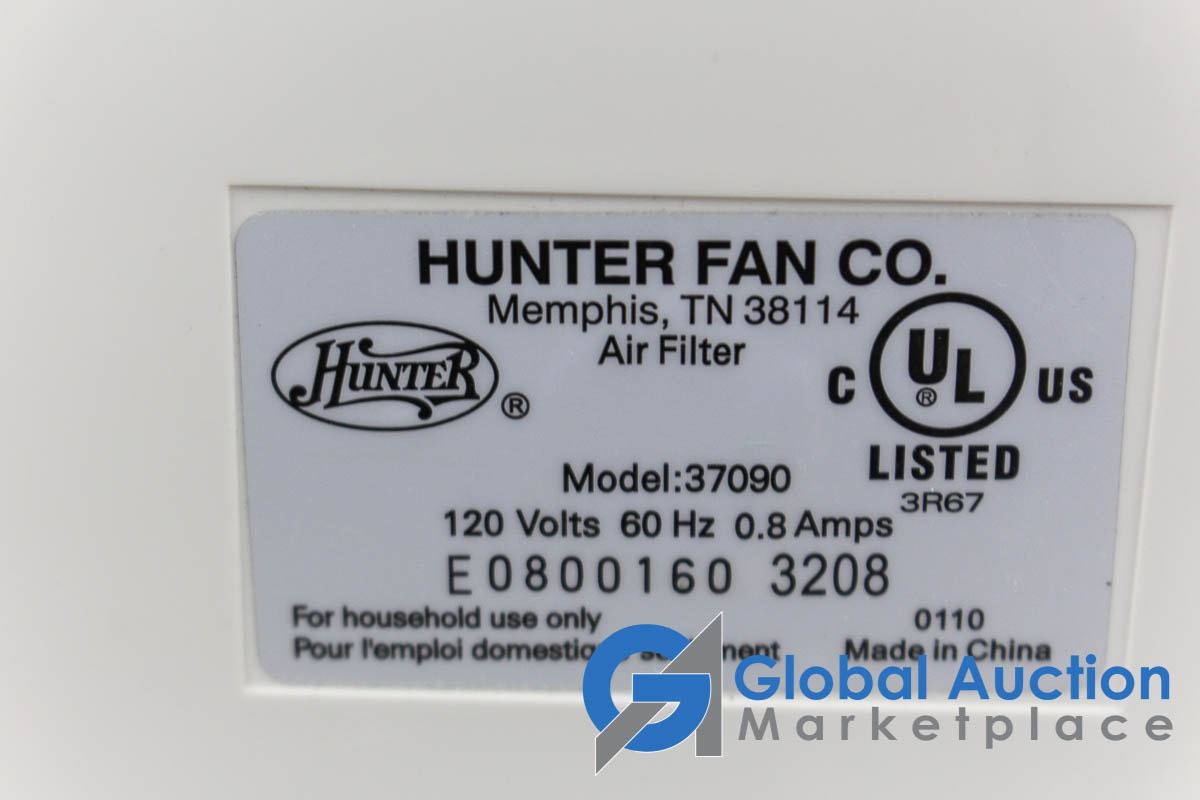 HUNTER FAN CO.
Memphis, TN 38114
Air Filter
HUNTER ®
C UL ® US
LISTED
3R67
Model:37090
120 Volts 60 Hz 0.8 Amps
E0800160 3208
For household use only
0110
Pour l'emploi
Made in China
Global Auction
Marketplace